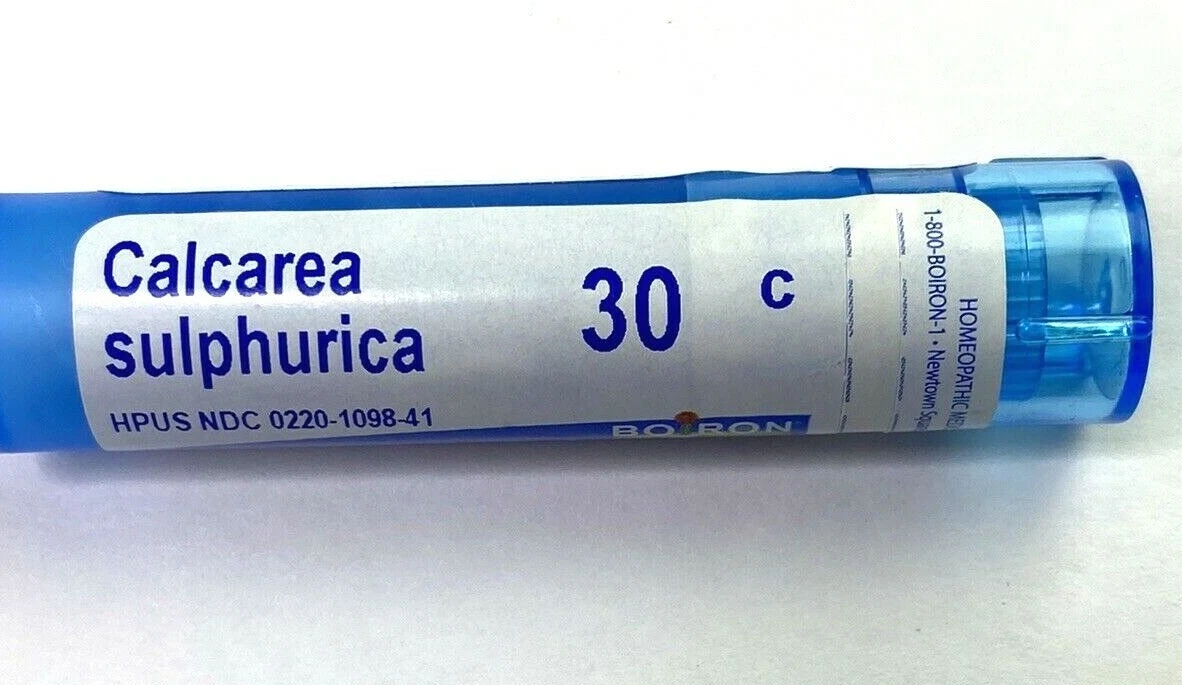 Calcarea
sulphurica
30 C
HPUS NDC 0220-1098-41
BOIRON
HOMEOPATHIC
1-800-BOIRON-1 • Newtown